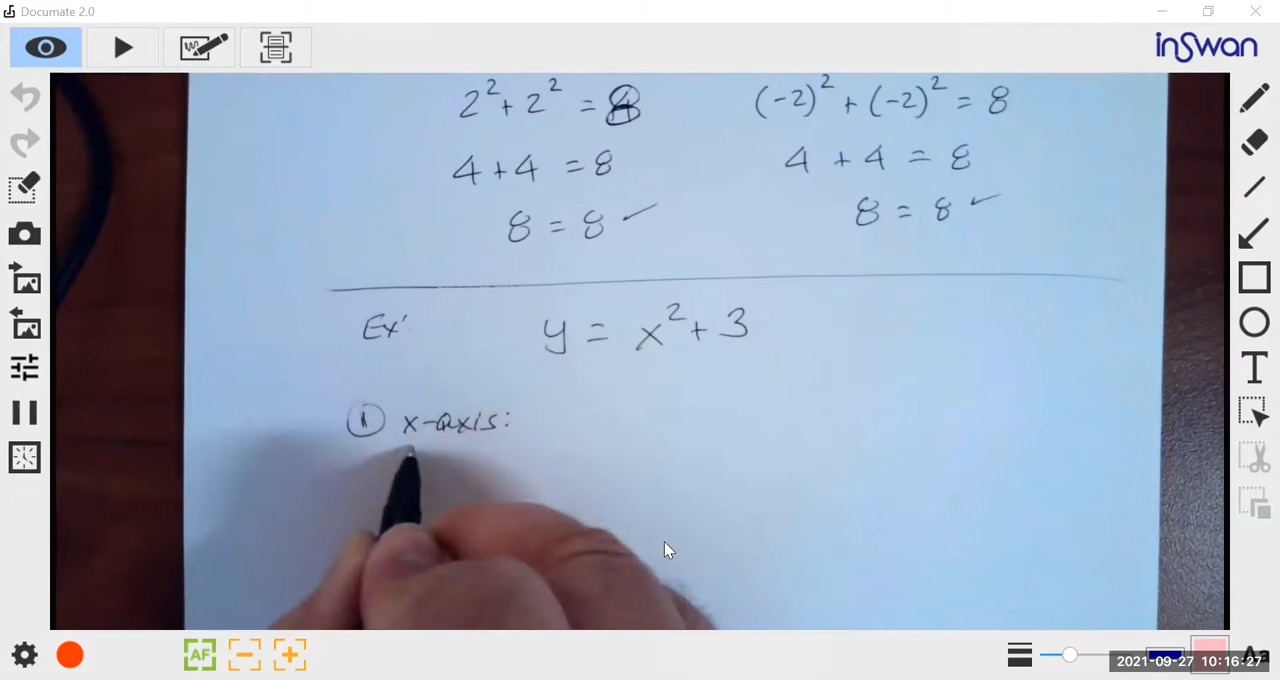 Documate 2.0
inSwan
2² + 2² = 8
(-2)² + (-2)² = 8
4 + 4 = 8
4 + 4 = 8
8 = 8 ✓
8 = 8 ✓
Ex'
y = x² + 3
① x-axis:
AF
T
Aa
2021-09-27 10:16:27